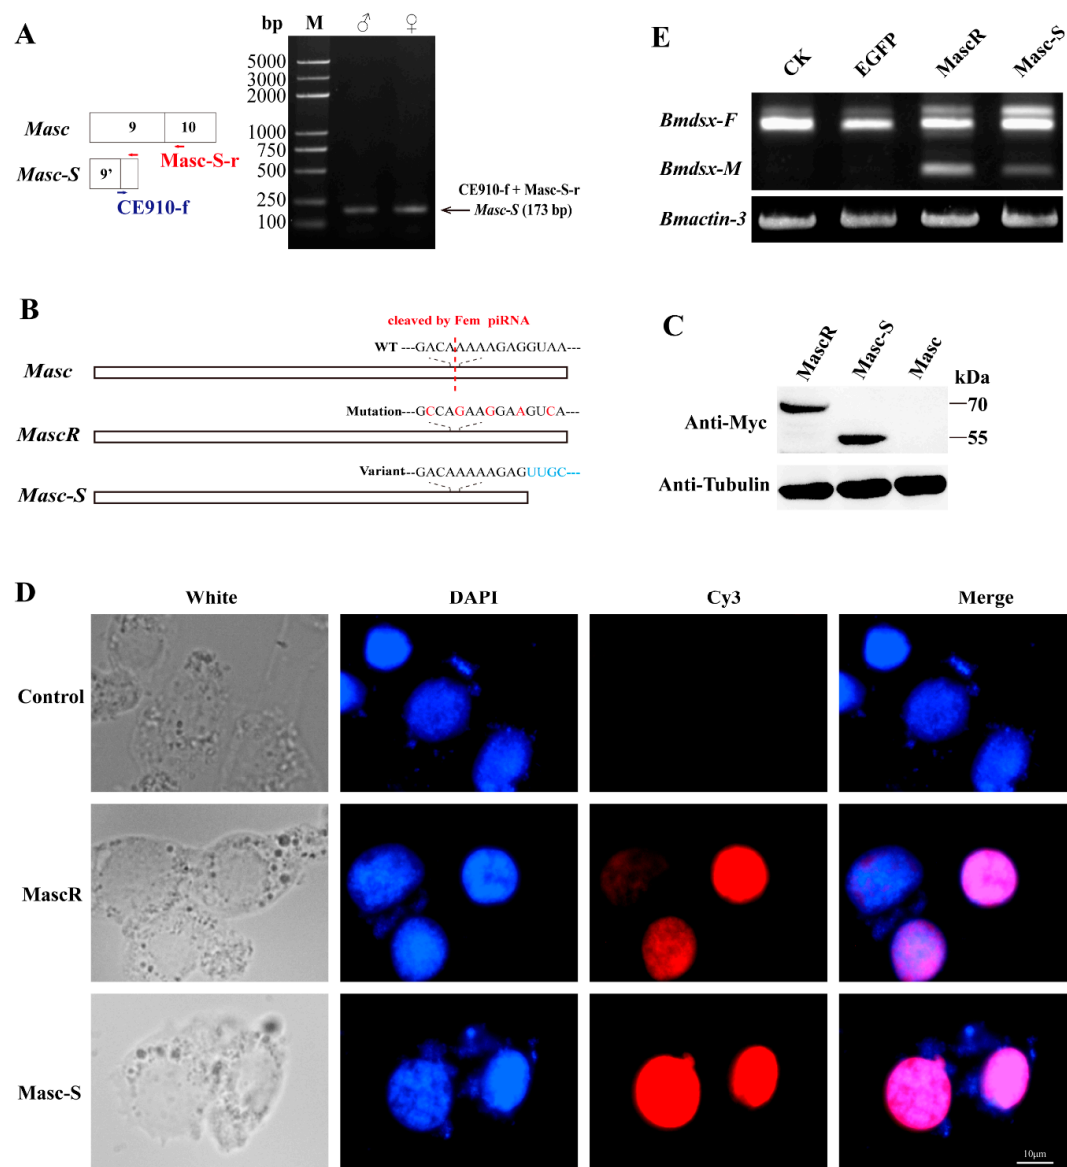 A
bp M ♂ ♀
5000
3000
2000
1000
750
500
250
100
Masc 9 10
Masc-S-r
Masc-S 9'
CE910-f
CE910-f + Masc-S-r
Masc-S (173 bp)
E
CK EGFP MascR Masc-S
Bmdsx-F
Bmdsx-M
Bmactin-3
B
cleaved by Fem piRNA
WT ---GACAAAAAGAGGUAA---
Masc
Mutation---GCCAGAAGGAAGUCA---
MascR
Variant---GACAAAAAGAGUUGC---
Masc-S
C
MascR Masc-S Masc
kDa
Anti-Myc
70
55
Anti-Tubulin
D
White DAPI Cy3 Merge
Control
MascR
Masc-S
10μm